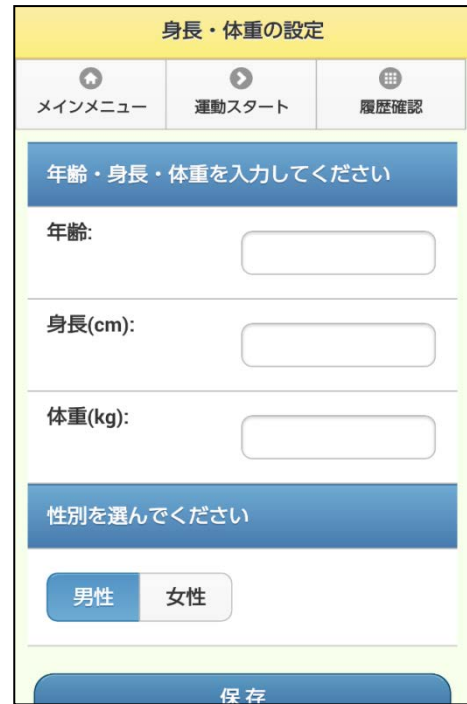 身長・体重の設定
メインメニュー 運動スタート 履歴確認
年齢・身長・体重を入力してください
年齢:
身長(cm):
体重(kg):
性別を選んでください
男性 女性
保存